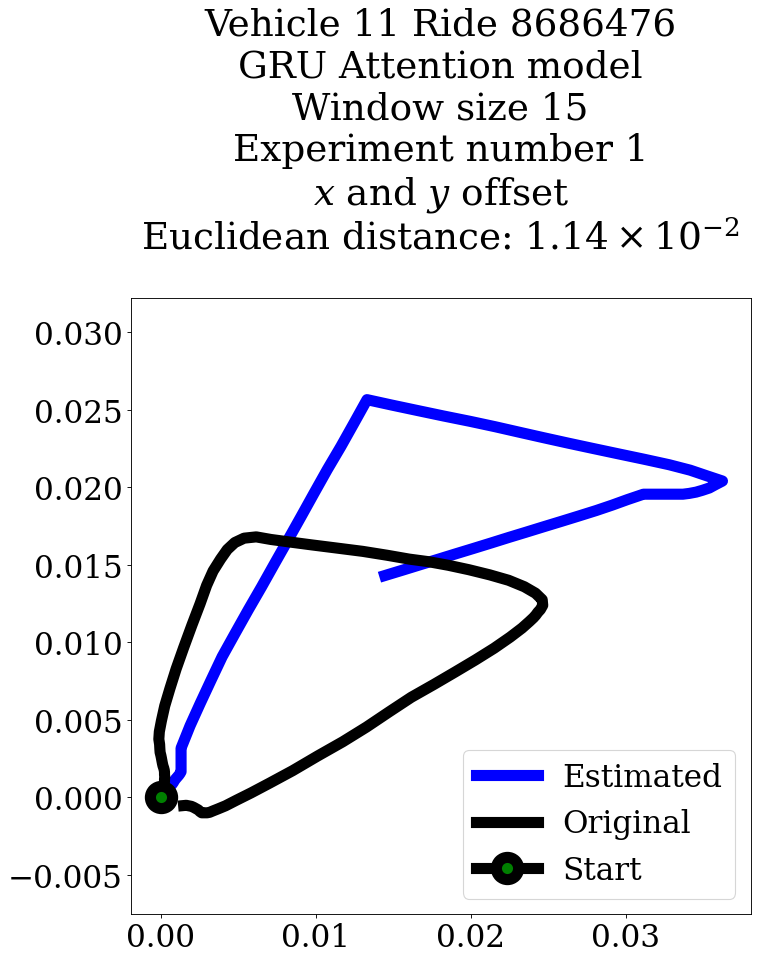 Vehicle 11 Ride 8686476
GRU Attention model
Window size 15
Experiment number 1
x and y offset
Euclidean distance: 1.14 × 10⁻²
0.030
0.025
0.020
0.015
0.010
0.005
0.000
−0.005
Estimated
Original
Start
0.00 0.01 0.02 0.03